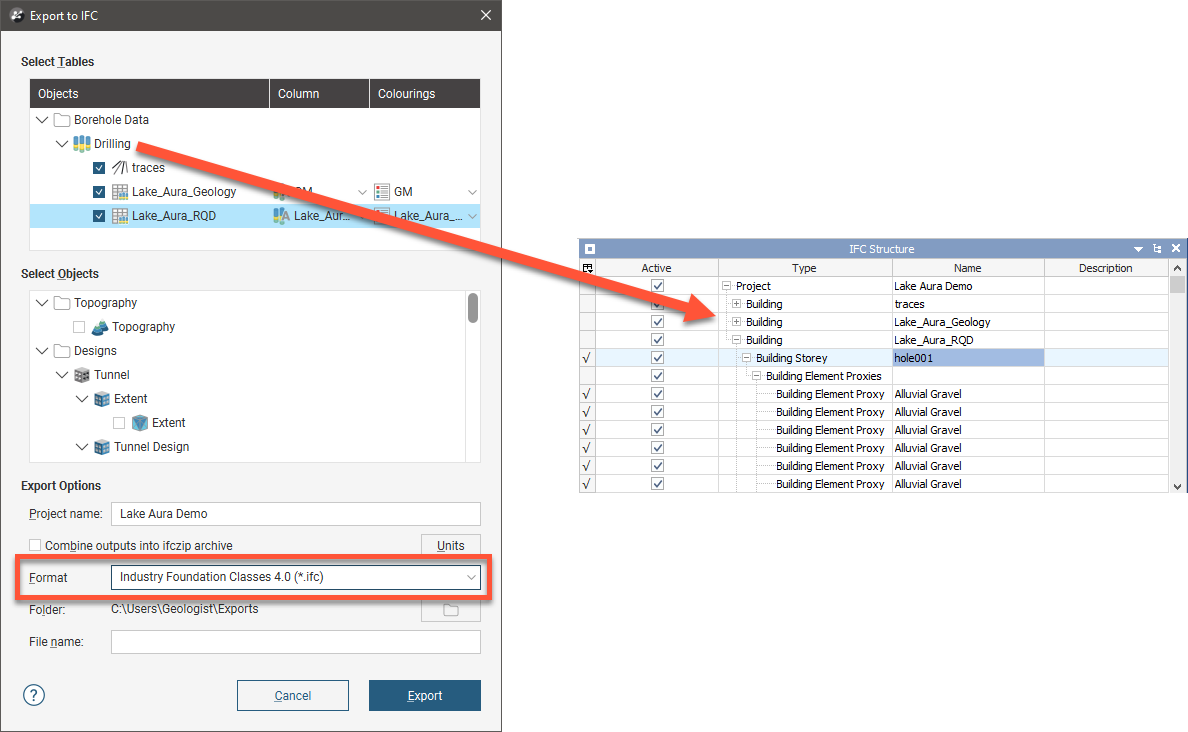 Export to IFC
Select Tables
Objects Column Colourings
Borehole Data
Drilling
traces
Lake_Aura_Geology GM
Lake_Aura_RQD Lake_Aur... Lake_Aura_...
Select Objects
Topography
Topography
Designs
Tunnel
Extent
Extent
Tunnel Design
Export Options
Project name: Lake Aura Demo
Combine outputs into ifczip archive Units
Format Industry Foundation Classes 4.0 (*.ifc)
Folder: C:\Users\Geologist\Exports
File name:
? Cancel Export
IFC Structure
Active Type Name Description
Project Lake Aura Demo
Building traces
Building Lake_Aura_Geology
Building Lake_Aura_RQD
√ Building Storey hole001
Building Element Proxies
√ Building Element Proxy Alluvial Gravel
√ Building Element Proxy Alluvial Gravel
√ Building Element Proxy Alluvial Gravel
√ Building Element Proxy Alluvial Gravel
√ Building Element Proxy Alluvial Gravel
√ Building Element Proxy Alluvial Gravel